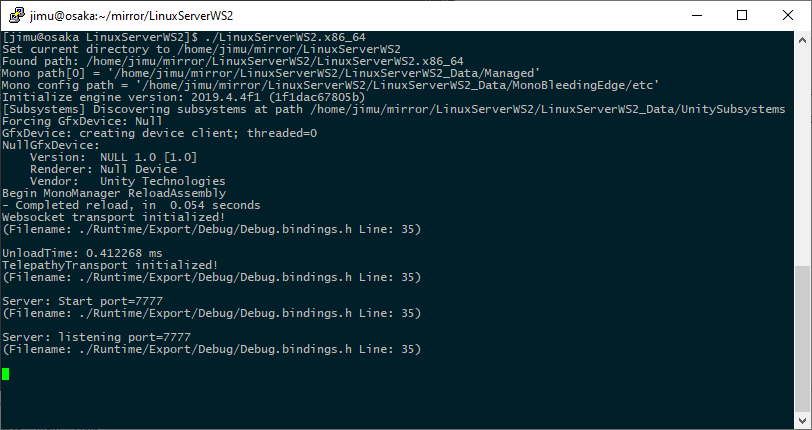 jimu@osaka:~/mirror/LinuxServerWS2
[jimu@osaka LinuxServerWS2]$ ./LinuxServerWS2.x86_64
Set current directory to /home/jimu/mirror/LinuxServerWS2
Found path: /home/jimu/mirror/LinuxServerWS2/LinuxServerWS2.x86_64
Mono path[0] = '/home/jimu/mirror/LinuxServerWS2/LinuxServerWS2_Data/Managed'
Mono config path = '/home/jimu/mirror/LinuxServerWS2/LinuxServerWS2_Data/MonoBleedingEdge/etc'
Initialize engine version: 2019.4.4f1 (1f1dac67805b)
[Subsystems] Discovering subsystems at path /home/jimu/mirror/LinuxServerWS2/LinuxServerWS2_Data/UnitySubsystems
Forcing GfxDevice: Null
GfxDevice: creating device client; threaded=0
NullGfxDevice:
    Version:  NULL 1.0 [1.0]
    Renderer: Null Device
    Vendor:   Unity Technologies
Begin MonoManager ReloadAssembly
- Completed reload, in  0.054 seconds
Websocket transport initialized!
(Filename: ./Runtime/Export/Debug/Debug.bindings.h Line: 35)

UnloadTime: 0.412268 ms
TelepathyTransport initialized!
(Filename: ./Runtime/Export/Debug/Debug.bindings.h Line: 35)

Server: Start port=7777
(Filename: ./Runtime/Export/Debug/Debug.bindings.h Line: 35)

Server: listening port=7777
(Filename: ./Runtime/Export/Debug/Debug.bindings.h Line: 35)